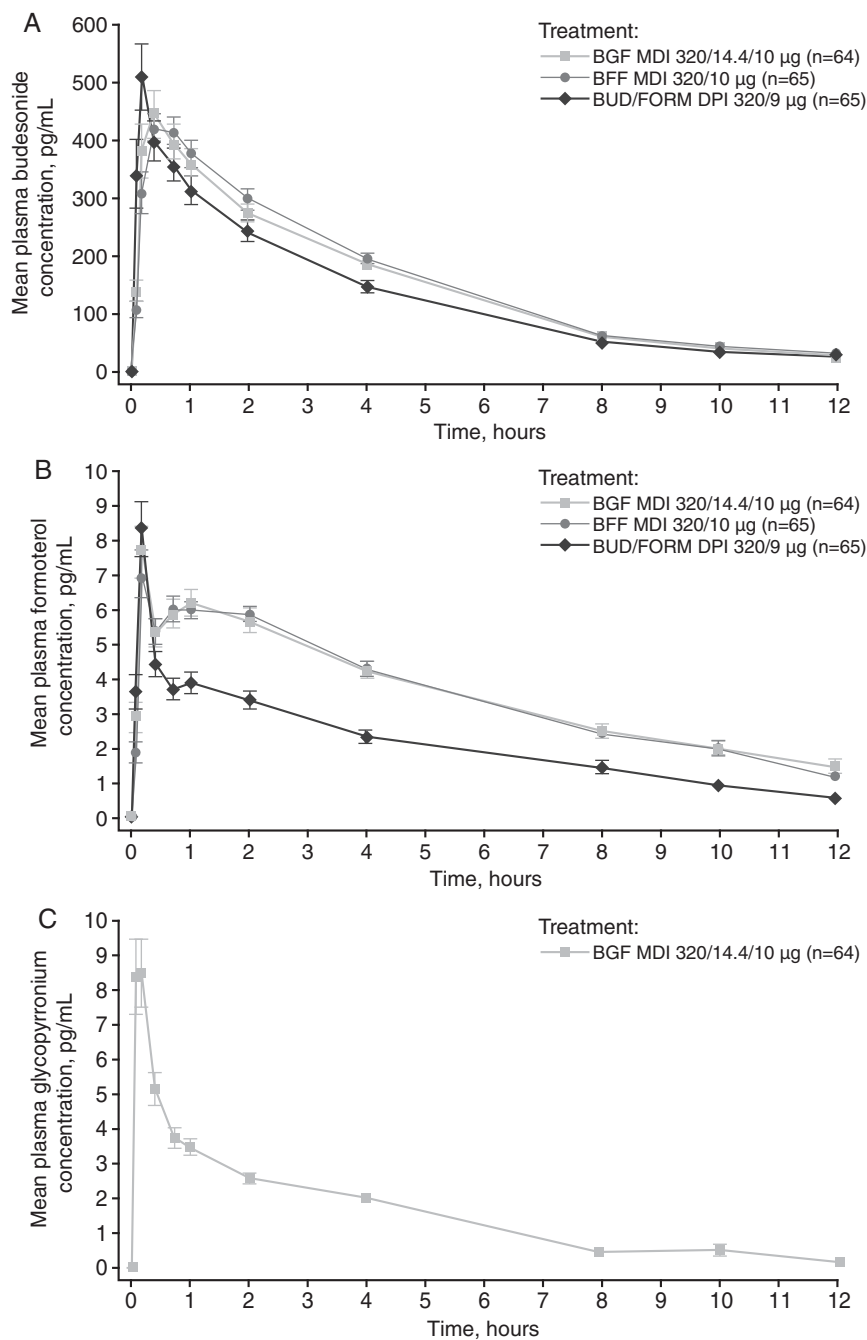 A
Treatment:
BGF MDI 320/14.4/10 µg (n=64)
BFF MDI 320/10 µg (n=65)
BUD/FORM DPI 320/9 µg (n=65)
Mean plasma budesonide
concentration, pg/mL
600
500
400
300
200
100
0
0 1 2 3 4 5 6 7 8 9 10 11 12
Time, hours
B
Treatment:
BGF MDI 320/14.4/10 µg (n=64)
BFF MDI 320/10 µg (n=65)
BUD/FORM DPI 320/9 µg (n=65)
Mean plasma formoterol
concentration, pg/mL
10
9
8
7
6
5
4
3
2
1
0
0 1 2 3 4 5 6 7 8 9 10 11 12
Time, hours
C
Treatment:
BGF MDI 320/14.4/10 µg (n=64)
Mean plasma glycopyrronium
concentration, pg/mL
10
9
8
7
6
5
4
3
2
1
0
0 1 2 3 4 5 6 7 8 9 10 11 12
Time, hours